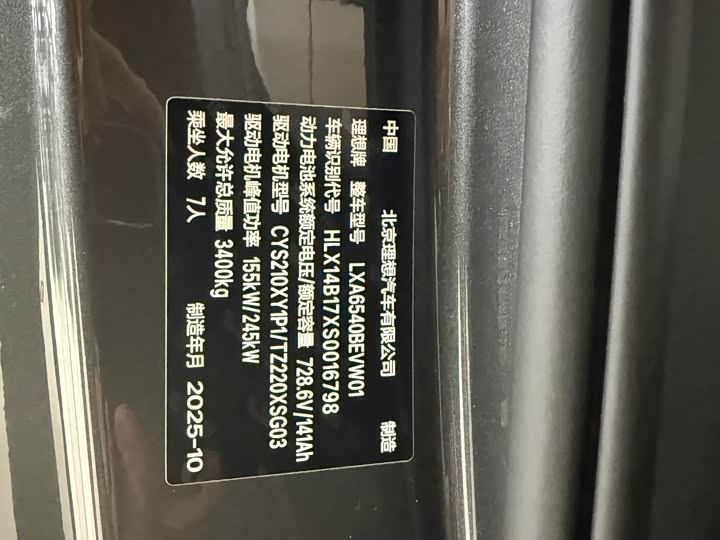 中国 北京理想汽车有限公司 制造
理想牌 整车型号 LXA6540BEVW01
车辆识别代号 HLX14B17XS0016798
动力电池系统额定电压/额定容量 728.6V/141Ah
驱动电机型号 CYS210XY1P1/TZ220XSG03
驱动电机峰值功率 155kW/245kW
最大允许总质量 3400kg
乘坐人数 7人 制造年月 2025-10